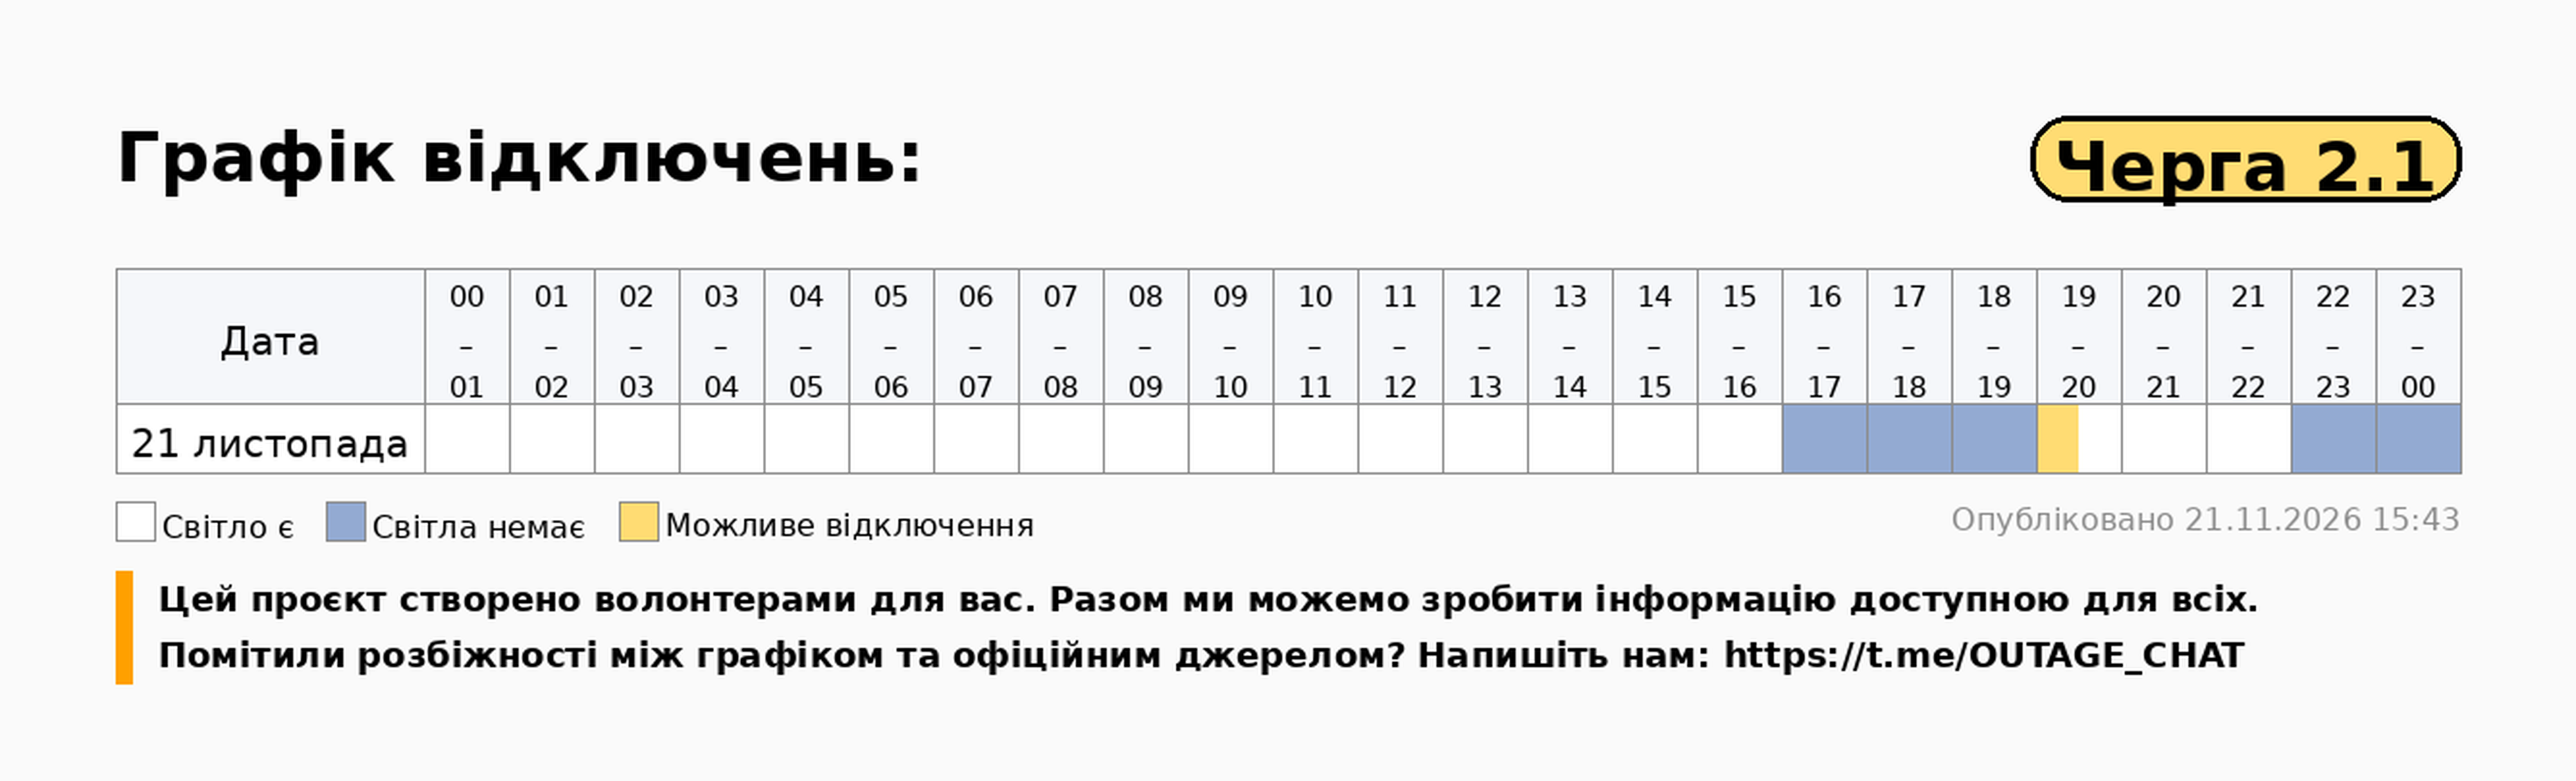 Графік відключень:
Черга 2.1
Дата
00 – 01
01 – 02
02 – 03
03 – 04
04 – 05
05 – 06
06 – 07
07 – 08
08 – 09
09 – 10
10 – 11
11 – 12
12 – 13
13 – 14
14 – 15
15 – 16
16 – 17
17 – 18
18 – 19
19 – 20
20 – 21
21 – 22
22 – 23
23 – 00
21 листопада
Світло є
Світла немає
Можливе відключення
Опубліковано 21.11.2026 15:43
Цей проєкт створено волонтерами для вас. Разом ми можемо зробити інформацію доступною для всіх.
Помітили розбіжності між графіком та офіційним джерелом? Напишіть нам: https://t.me/OUTAGE_CHAT